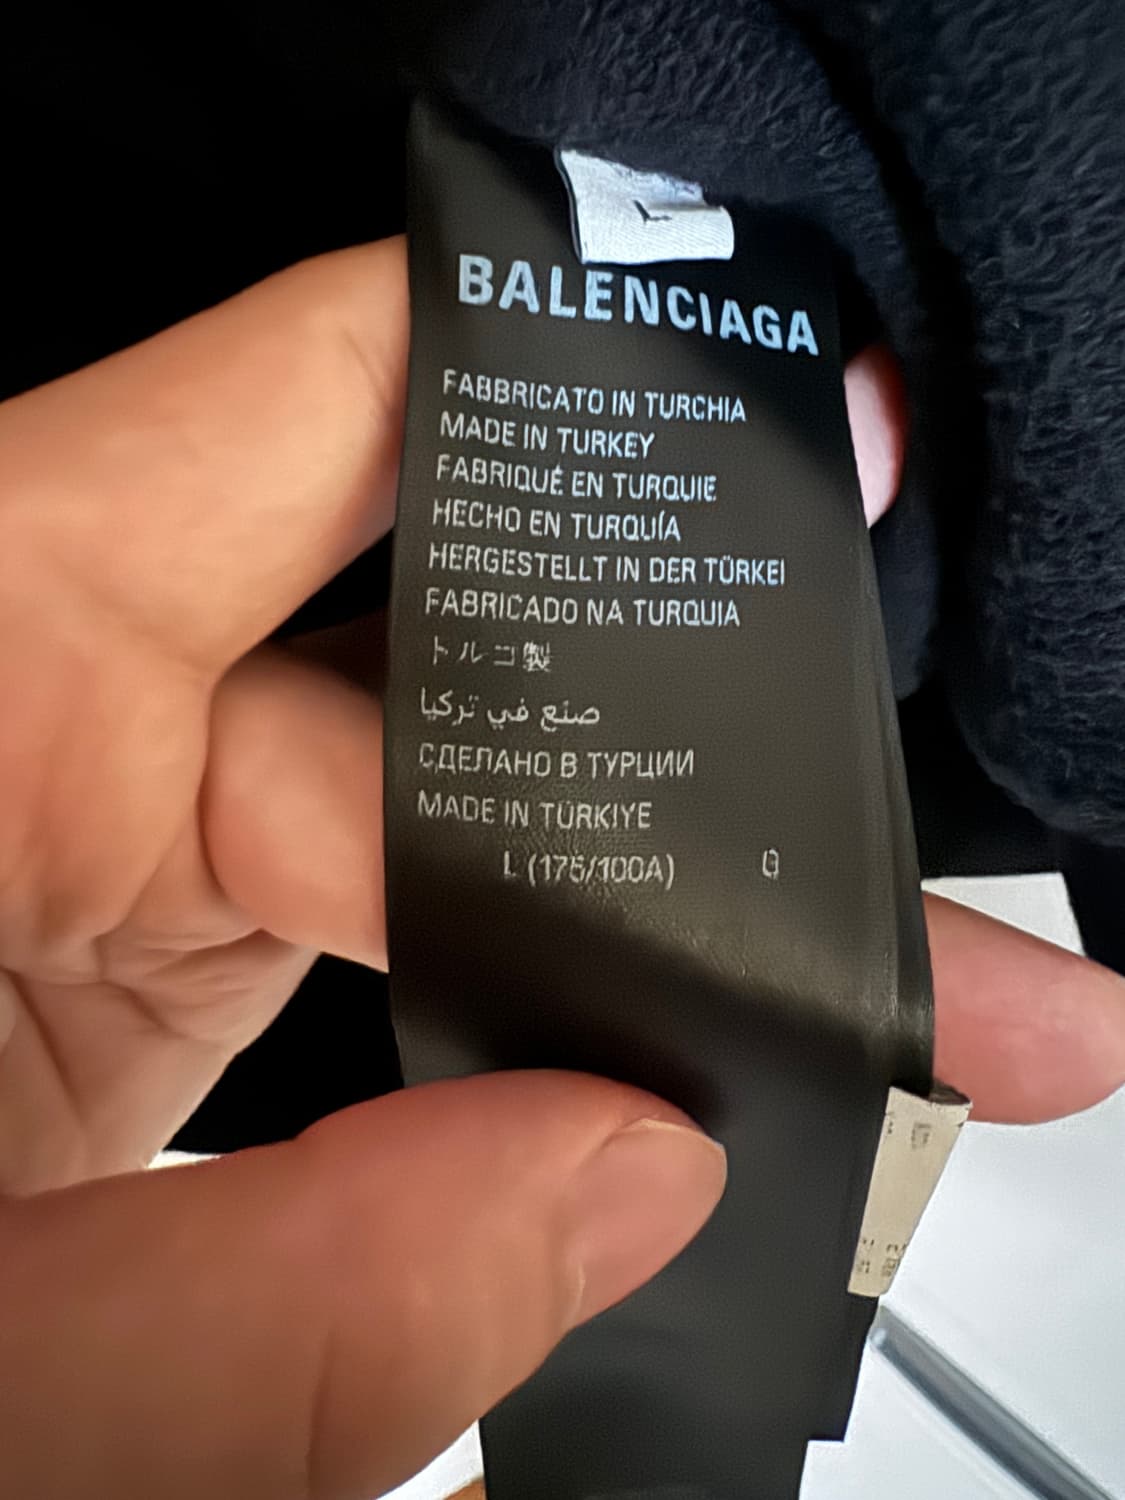 L
BALENCIAGA
FABBRICATO IN TURCHIA
MADE IN TURKEY
FABRIQUÉ EN TURQUIE
HECHO EN TURQUÍA
HERGESTELLT IN DER TÜRKEI
FABRICADO NA TURQUIA
トルコ製
صنع في تركيا
СДЕЛАНО В ТУРЦИИ
MADE IN TÜRKIYE
L (175/100A)